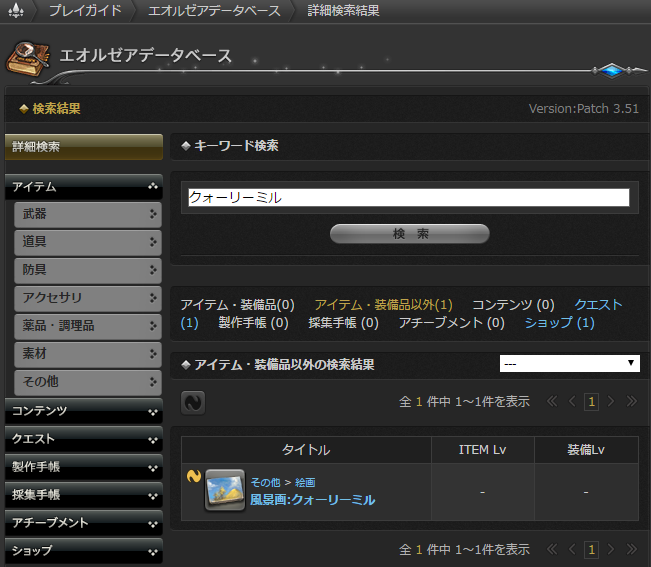 プレイガイド エオルゼアデータベース 詳細検索結果
エオルゼアデータベース
検索結果 Version:Patch 3.51
詳細検索
アイテム
武器
道具
防具
アクセサリ
薬品・調理品
素材
その他
コンテンツ
クエスト
製作手帳
採集手帳
アチーブメント
ショップ
キーワード検索
クォーリーミル
検 索
アイテム・装備品(0) アイテム・装備品以外(1) コンテンツ (0) クエスト
(1) 製作手帳 (0) 採集手帳 (0) アチーブメント (0) ショップ (1)
アイテム・装備品以外の検索結果 ---
全 1 件中 1～1件を表示 1
タイトル ITEM Lv 装備Lv
その他 > 絵画
風景画:クォーリーミル - -
全 1 件中 1～1件を表示 1